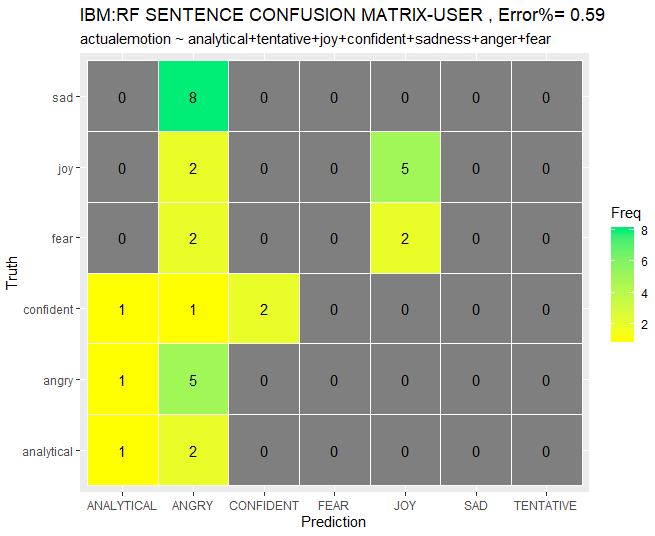 IBM:RF SENTENCE CONFUSION MATRIX-USER , Error%= 0.59
actualemotion ~ analytical+tentative+joy+confident+sadness+anger+fear
sad 0 8 0 0 0 0 0
joy 0 2 0 0 5 0 0
fear 0 2 0 0 2 0 0
confident 1 1 2 0 0 0 0
angry 1 5 0 0 0 0 0
analytical 1 2 0 0 0 0 0
ANALYTICAL ANGRY CONFIDENT FEAR JOY SAD TENTATIVE
Prediction
Truth
Freq
8
6
4
2